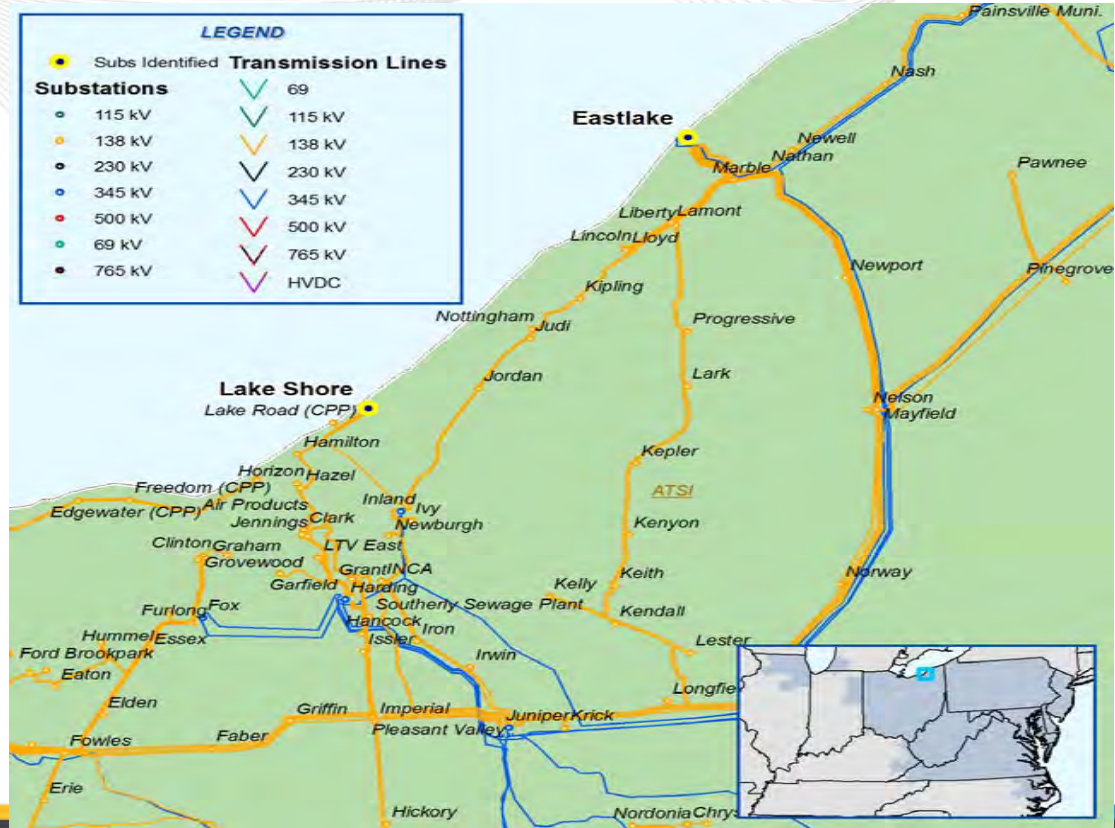 LEGEND
Subs Identified
Transmission Lines
Substations
69
115 kV
115 kV
138 kV
138 kV
230 kV
230 kV
345 kV
345 kV
500 kV
500 kV
69 kV
765 kV
765 kV
HVDC
Painsville Muni.
Nash
Eastlake
Newell
Nathan
Marble
Pawnee
Liberty
Lamont
Lincoln
Lloyd
Newport
Pinegrove
Kipling
Nottingham
Judi
Progressive
Jordan
Lark
Lake Shore
Lake Road (CPP)
Nelson
Mayfield
Hamilton
Kepler
Horizon
Hazel
Freedom (CPP)
ATSI
Edgewater (CPP)
Air Products
Inland
Ivy
Jennings
Clark
Newburgh
Kenyon
Clinton
Graham
LTV East
Grovewood
Grant
INCA
Garfield
Harding
Kelly
Keith
Norway
Furlong
Fox
Southerly Sewage Plant
Kendall
Hancock
Iron
Hummel
Essex
Issler
Lester
Ford Brookpark
Irwin
Eaton
Elden
Longfiel
Griffin
Imperial
Juniper
Krick
Fowles
Faber
Pleasant Valley
Erie
Hickory
Nordonia
Chrys